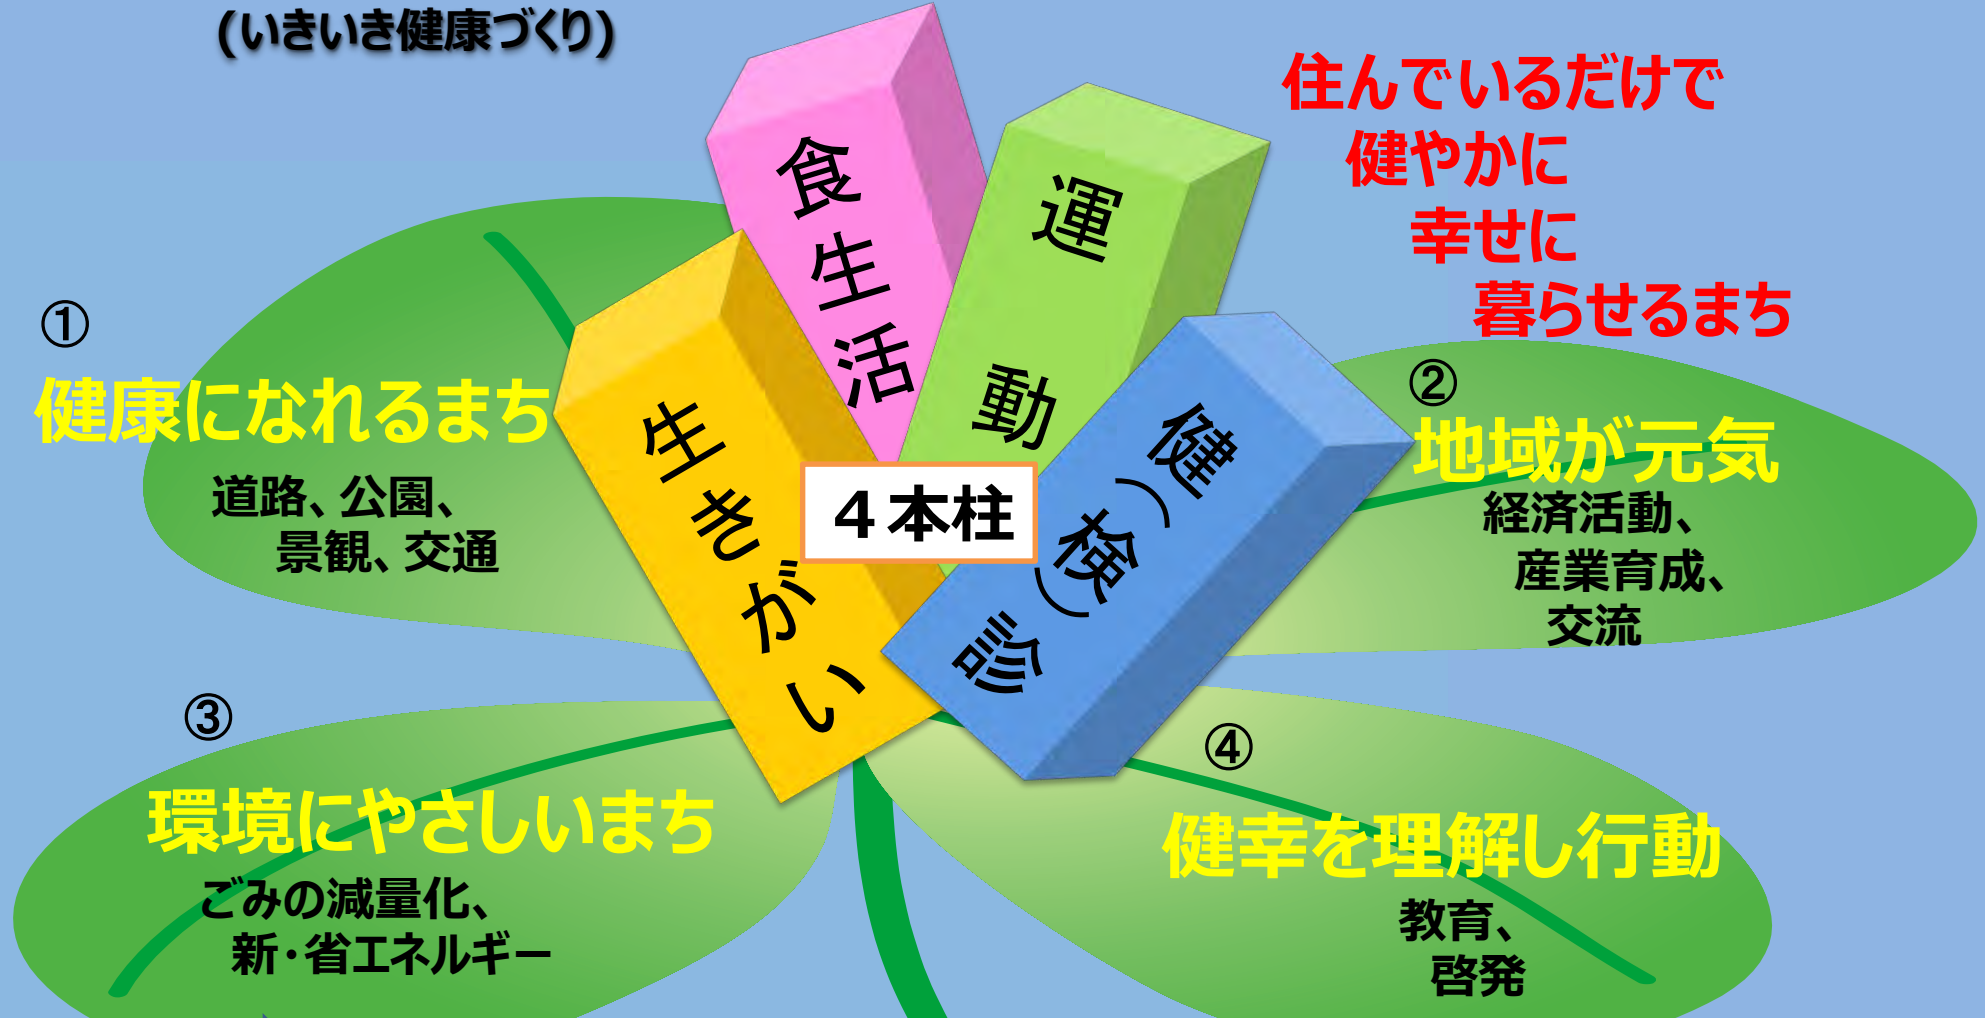 (いきいき健康づくり)
住んでいるだけで
健やかに
幸せに
暮らせるまち
食生活
運動
生きがい
健(検)診
4本柱
①
健康になれるまち
道路、公園、
景観、交通
②
地域が元気
経済活動、
産業育成、
交流
③
環境にやさしいまち
ごみの減量化、
新・省エネルギー
④
健幸を理解し行動
教育、
啓発